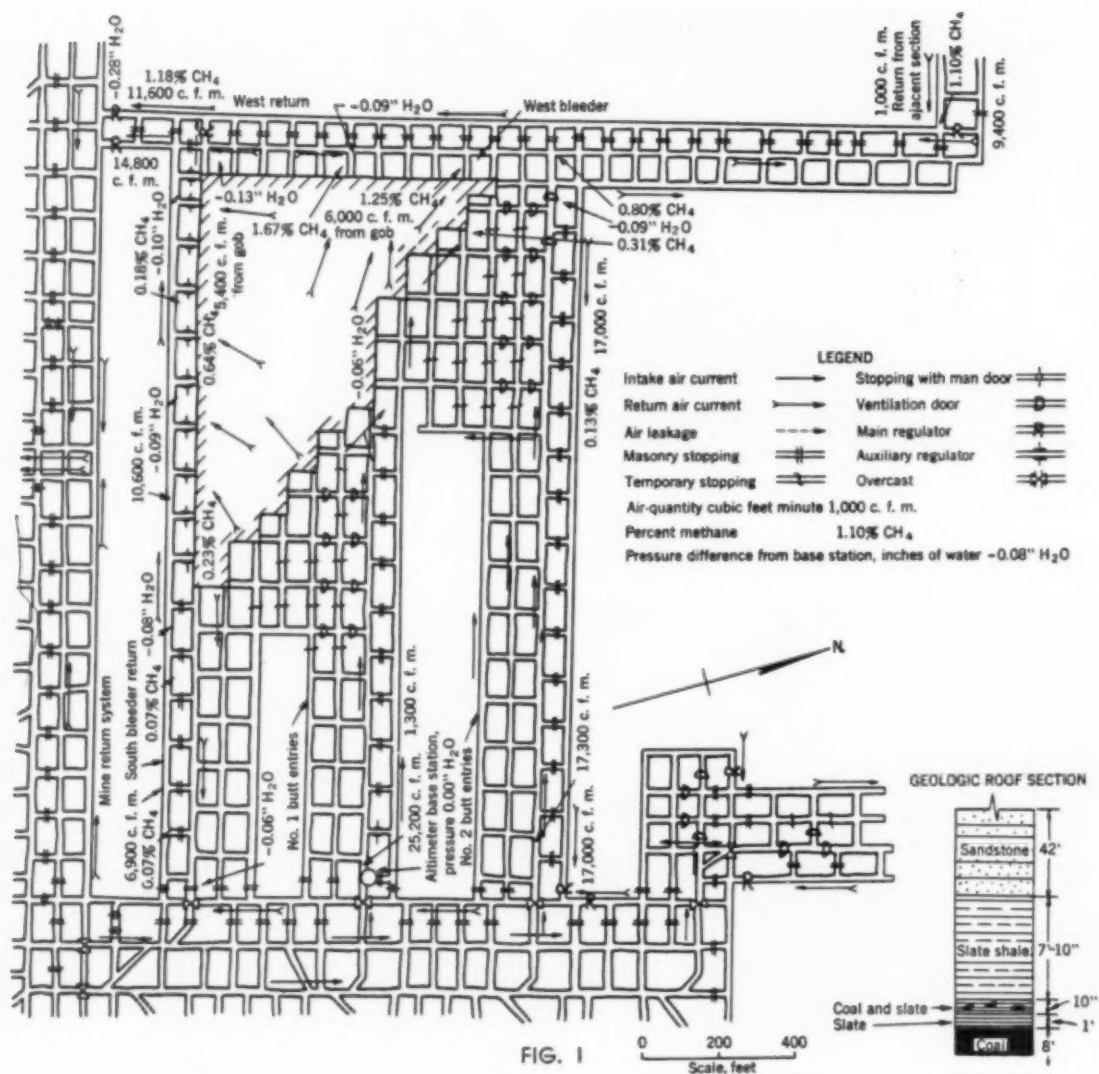 -0.28" H₂O
1.18% CH₄
11,600 c. f. m.
West return
-0.09" H₂O
West bleeder
1,000 c. f. m.
Return from
ajacent section
1.10% CH₄
9,400 c. f. m.
14,800
c. f. m.
-0.13" H₂O
1.25% CH₄
1.67% CH₄
6,000 c. f. m.
from gob
0.80% CH₄
-0.09" H₂O
0.31% CH₄
0.18% CH₄
-0.10" H₂O
5,400 c. f. m.
from gob
0.64% CH₄
-0.06" H₂O
0.13% CH₄
17,000 c. f. m.
LEGEND
Intake air current
Stopping with man door
Return air current
Ventilation door
Air leakage
Main regulator
Masonry stopping
Auxiliary regulator
Temporary stopping
Overcast
Air-quantity cubic feet minute 1,000 c. f. m.
Percent methane 1.10% CH₄
Pressure difference from base station, inches of water -0.08" H₂O
10,600 c. f. m.
-0.09" H₂O
0.23% CH₄
-0.08" H₂O
Mine return system
6,900 c. f. m.
South bleeder return
0.07% CH₄
0.07% CH₄
-0.06" H₂O
No. 1 butt entries
25,200 c. f. m.
1,300 c. f. m.
Altimeter base station,
pressure 0.00" H₂O
No. 2 butt entries
17,300 c. f. m.
17,000 c. f. m.
N.
GEOLOGIC ROOF SECTION
Sandstone
42'
Slate shale
7'-10"
Coal and slate
10"
Slate
1'
Coal
8'
FIG. 1
0 200 400
Scale, feet